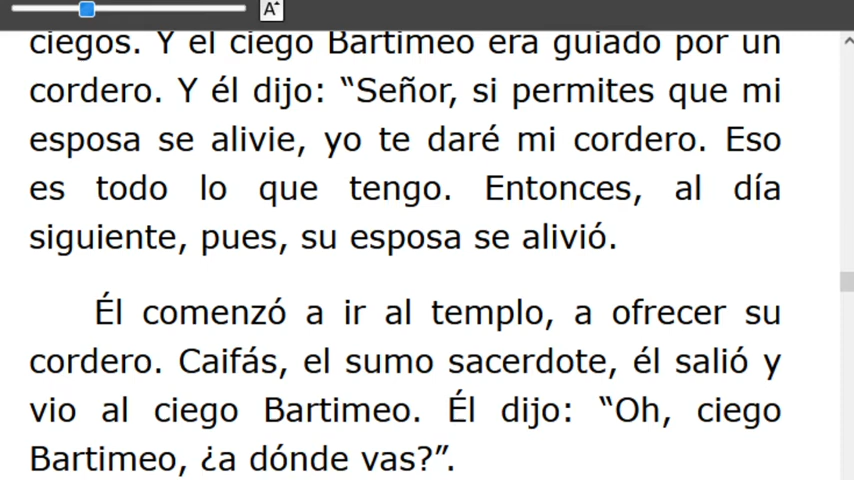 A
ciegos. Y el ciego Bartimeo era guiado por un
cordero. Y él dijo: “Señor, si permites que mi
esposa se alivie, yo te daré mi cordero. Eso
es todo lo que tengo. Entonces, al día
siguiente, pues, su esposa se alivió.
Él comenzó a ir al templo, a ofrecer su
cordero. Caifás, el sumo sacerdote, él salió y
vio al ciego Bartimeo. Él dijo: “Oh, ciego
Bartimeo, ¿a dónde vas?”.